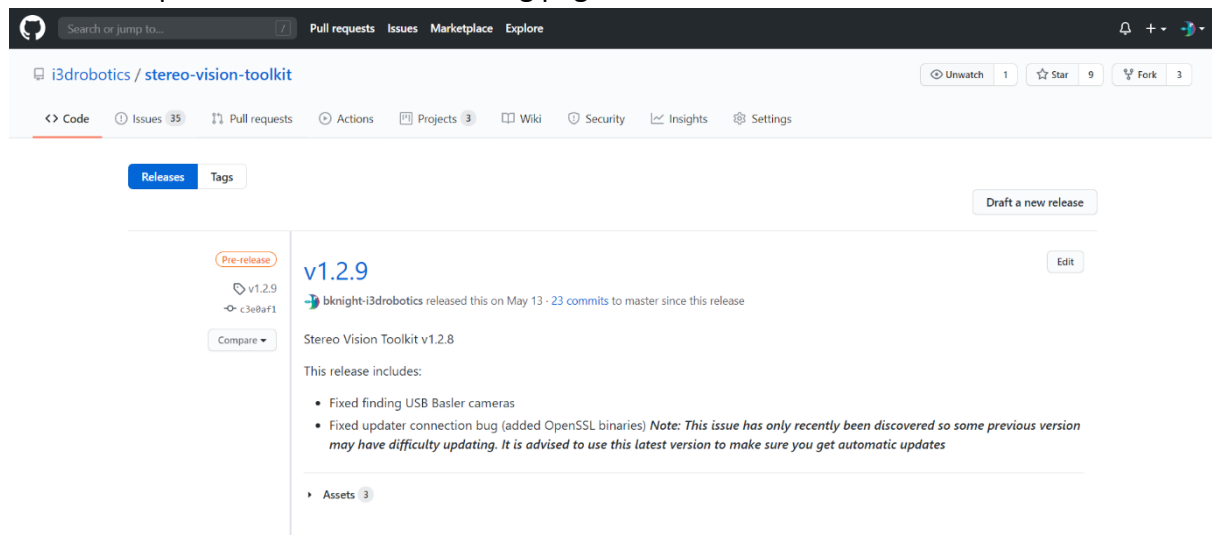 Search or jump to... / Pull requests Issues Marketplace Explore
i3drobotics / stereo-vision-toolkit Unwatch 1 Star 9 Fork 3
<> Code Issues 35 Pull requests Actions Projects 3 Wiki Security Insights Settings
Releases Tags
Draft a new release
Pre-release
v1.2.9
c3e0af1
Compare
v1.2.9
Edit
bknight-i3drobotics released this on May 13 · 23 commits to master since this release
Stereo Vision Toolkit v1.2.8
This release includes:
• Fixed finding USB Basler cameras
• Fixed updater connection bug (added OpenSSL binaries) Note: This issue has only recently been discovered so some previous version
may have difficulty updating. It is advised to use this latest version to make sure you get automatic updates
Assets 3